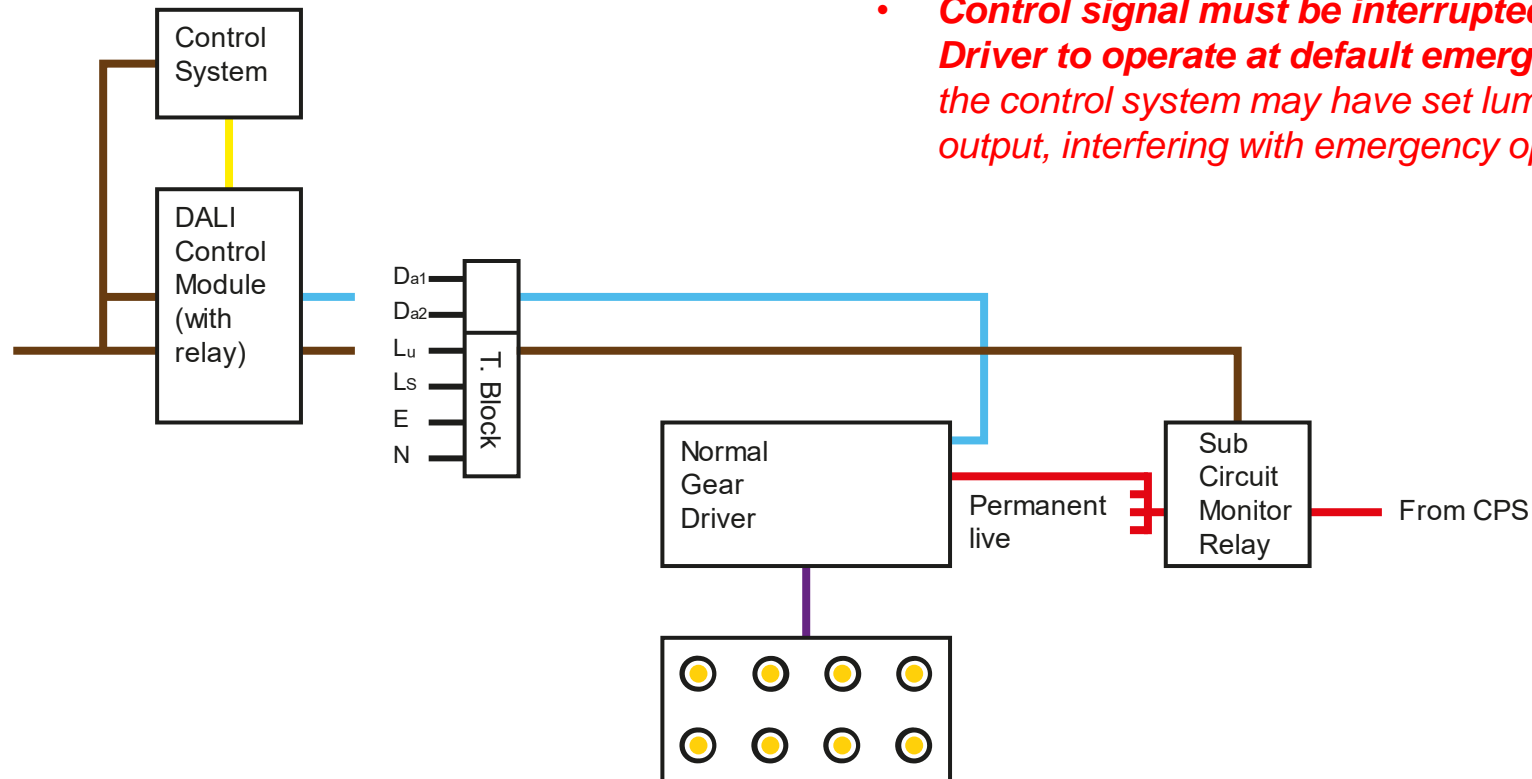 Control
System
• Control signal must be interrupted
Driver to operate at default emerg
the control system may have set lum
output, interfering with emergency op
DALI
Control
Module
(with
relay)
Da1
Da2
Lu
LS
E
N
T. Block
Normal
Gear
Driver
Permanent
live
Sub
Circuit
Monitor
Relay
From CPS